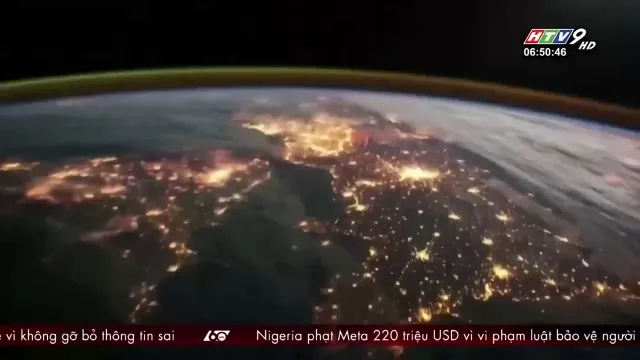 HTV9 HD
06:50:46
ề vì không gỡ bỏ thông tin sai 60 Nigeria phạt Meta 220 triệu USD vì vi phạm luật bảo vệ người